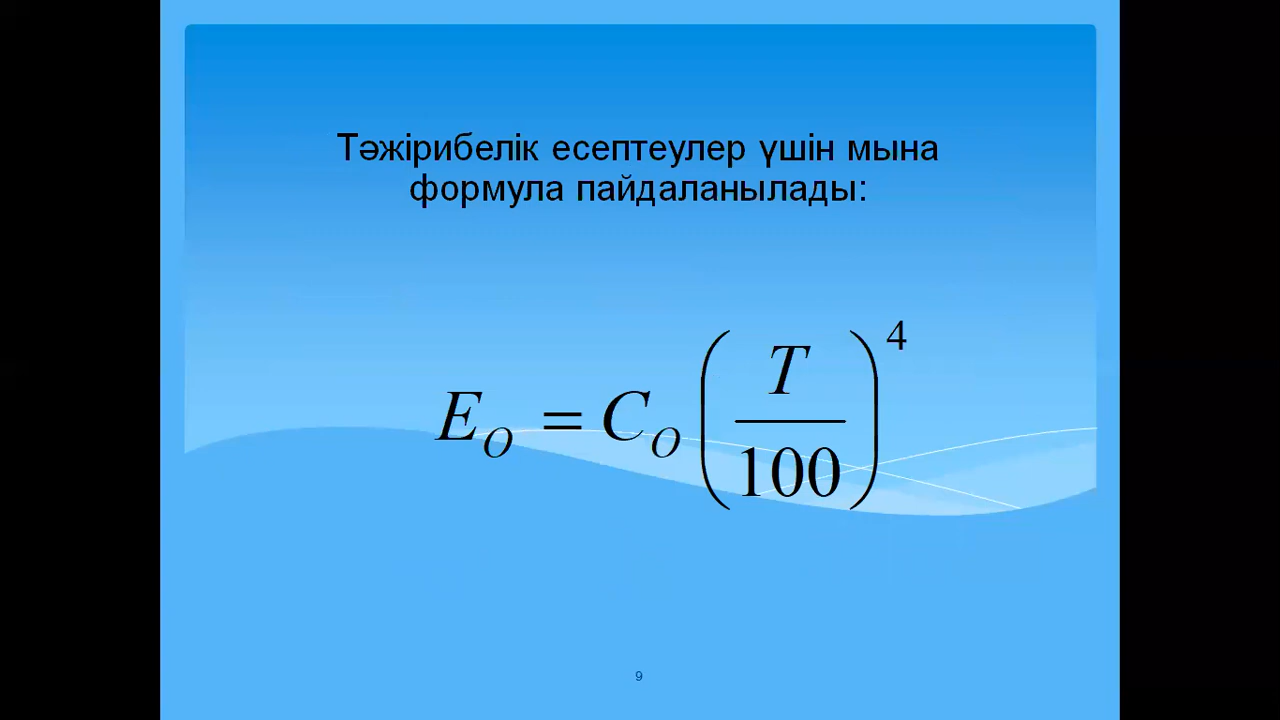 Тәжірибелік есептеулер үшін мына
формула пайдаланылады:
E_O = C_O (T/100)^4
9